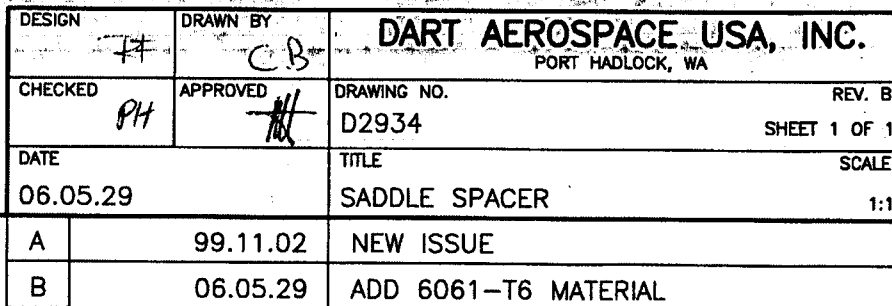 DESIGN
DRAWN BY
CB
DART AEROSPACE USA, INC.
PORT HADLOCK, WA
CHECKED
PH
APPROVED
DRAWING NO.
D2934
REV. B
SHEET 1 OF 1
DATE
06.05.29
TITLE
SADDLE SPACER
SCALE
1:1
A 99.11.02 NEW ISSUE
B 06.05.29 ADD 6061-T6 MATERIAL